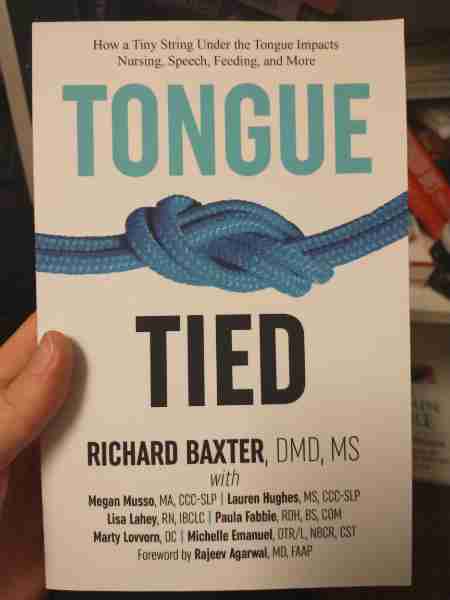 How a Tiny String Under the Tongue Impacts
Nursing, Speech, Feeding, and More
TONGUE
TIED
RICHARD BAXTER, DMD, MS
with
Megan Musso, MA, CCC-SLP | Lauren Hughes, MS, CCC-SLP
Lisa Lahey, RN, IBCLC | Paula Fabbie, RDH, BS, COM
Marty Lovvorn, DC | Michelle Emanuel, OTR/L, NBCR, CST
Foreword by Rajeev Agarwal, MD, FAAP